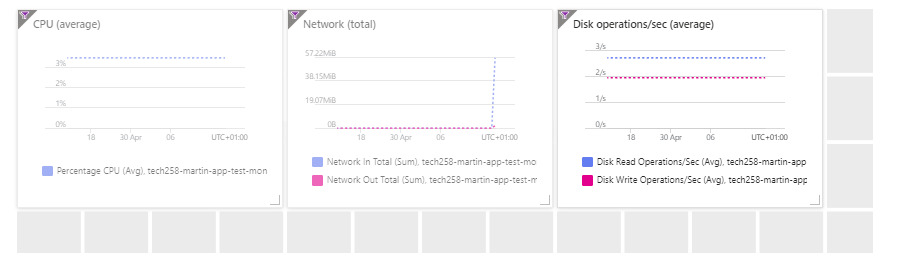 CPU (average)
3%
2%
1%
0%
18
30 Apr
06
UTC+01:00
Percentage CPU (Avg), tech258-martin-app-test-mon
Network (total)
57.22MiB
38.15MiB
19.07MiB
0B
18
30 Apr
06
UTC+01:00
Network In Total (Sum), tech258-martin-app-test-mo
Network Out Total (Sum), tech258-martin-app-test-m
Disk operations/sec (average)
3/s
2/s
1/s
0/s
18
30 Apr
06
UTC+01:00
Disk Read Operations/Sec (Avg), tech258-martin-app
Disk Write Operations/Sec (Avg), tech258-martin-app